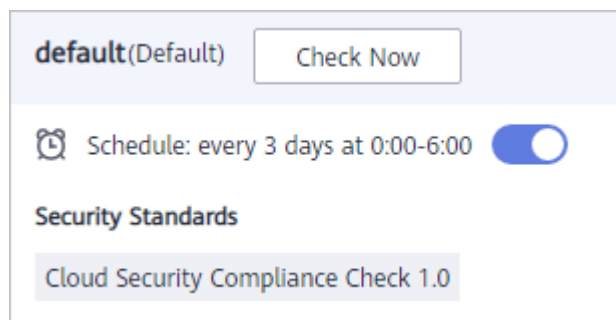 default(Default) Check Now
Schedule: every 3 days at 0:00-6:00
Security Standards
Cloud Security Compliance Check 1.0